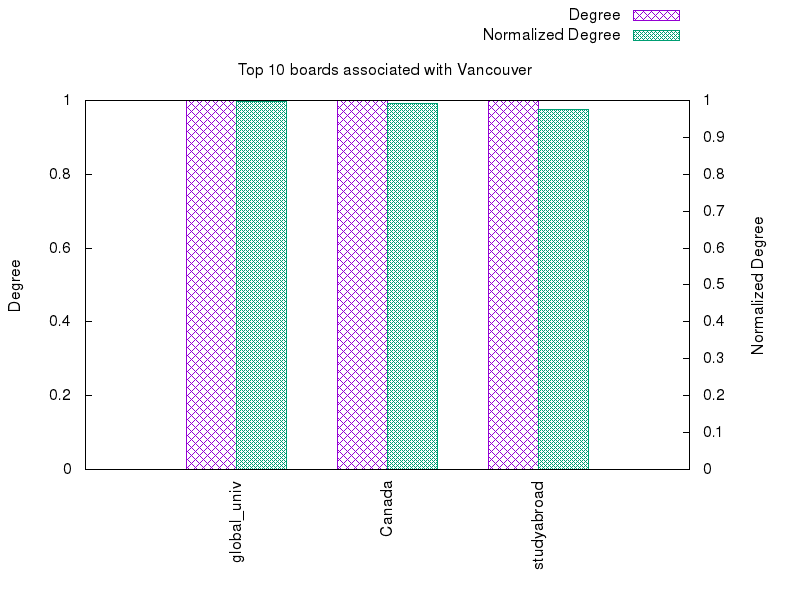 Degree
Normalized Degree
Top 10 boards associated with Vancouver
1
0.8
0.6
0.4
0.2
0
Degree
1
0.9
0.8
0.7
0.6
0.5
0.4
0.3
0.2
0.1
0
Normalized Degree
global_univ
Canada
studyabroad